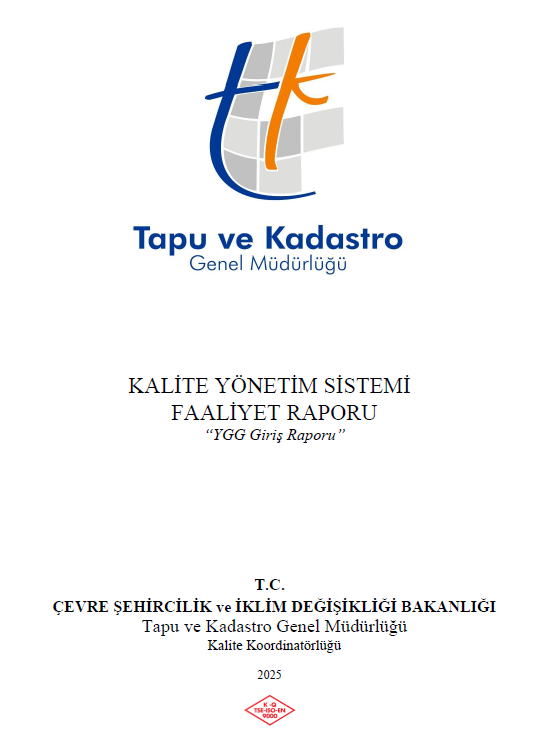 tk
Tapu ve Kadastro
Genel Müdürlüğü
KALİTE YÖNETİM SİSTEMİ
FAALİYET RAPORU
“YGG Giriş Raporu”
T.C.
ÇEVRE ŞEHİRCİLİK ve İKLİM DEĞİŞİKLİĞİ BAKANLIĞI
Tapu ve Kadastro Genel Müdürlüğü
Kalite Koordinatörlüğü
2025
K-Q
TSE-ISO-EN
9000